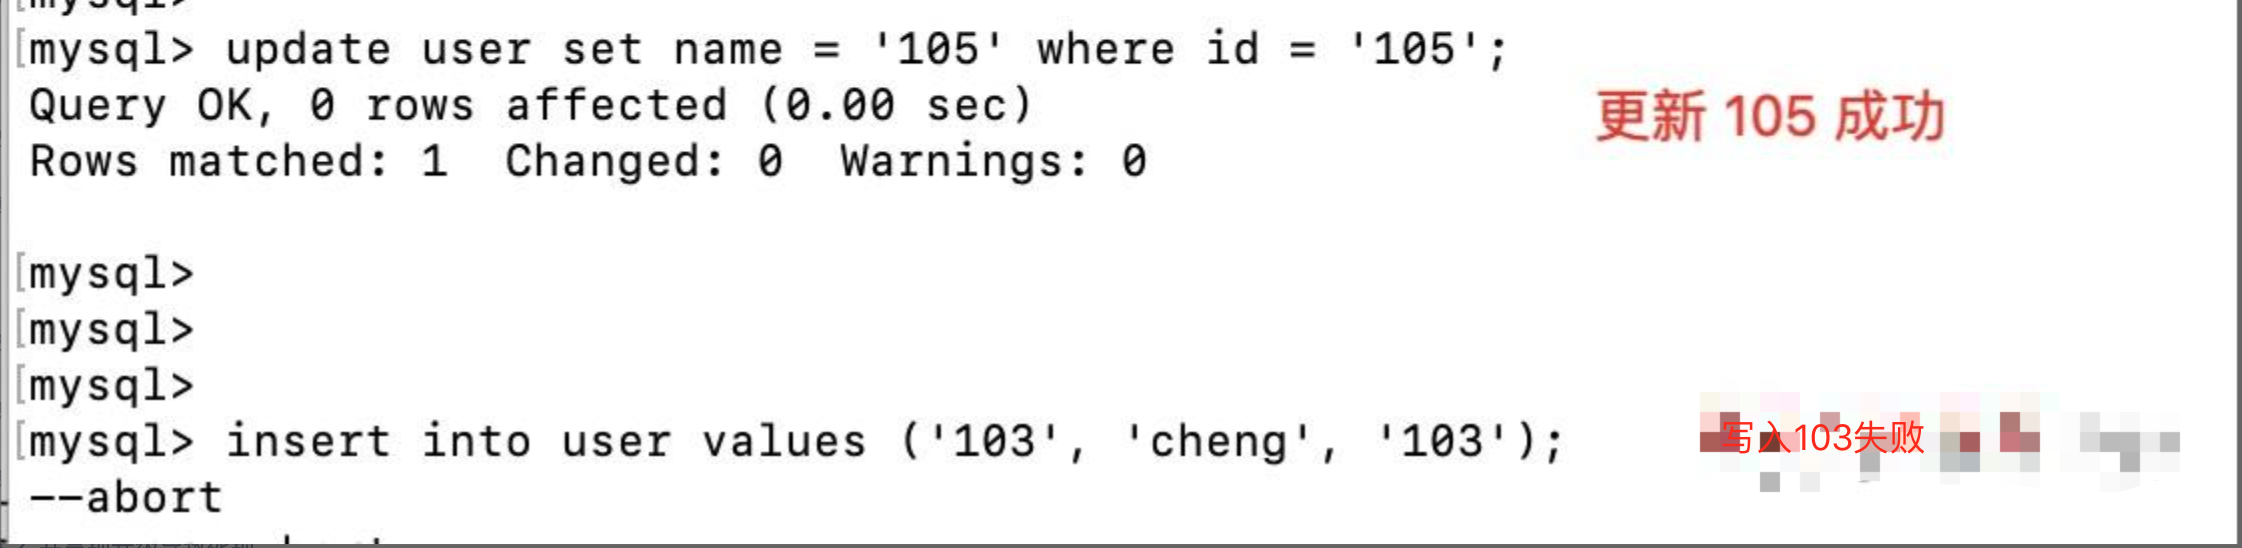 [mysql>
[mysql> update user set name = '105' where id = '105';
Query OK, 0 rows affected (0.00 sec)
更新 105 成功
Rows matched: 1  Changed: 0  Warnings: 0
[mysql>
[mysql>
[mysql>
[mysql> insert into user values ('103', 'cheng', '103');
写入103失败
--abort